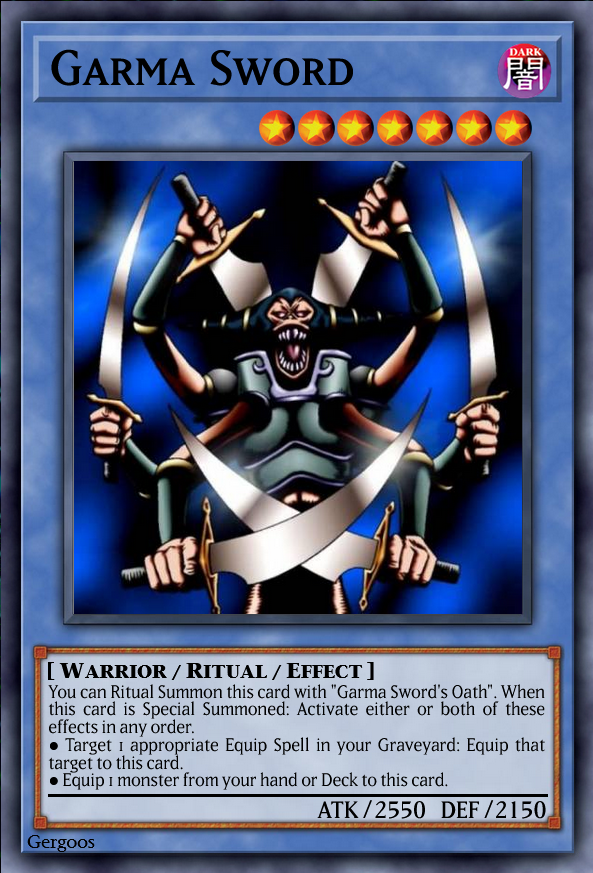 Garma Sword
DARK
闇
[ Warrior / Ritual / Effect ]
You can Ritual Summon this card with "Garma Sword's Oath". When
this card is Special Summoned: Activate either or both of these
effects in any order.
● Target 1 appropriate Equip Spell in your Graveyard: Equip that
target to this card.
● Equip 1 monster from your hand or Deck to this card.
ATK/2550 DEF/2150
Gergoos